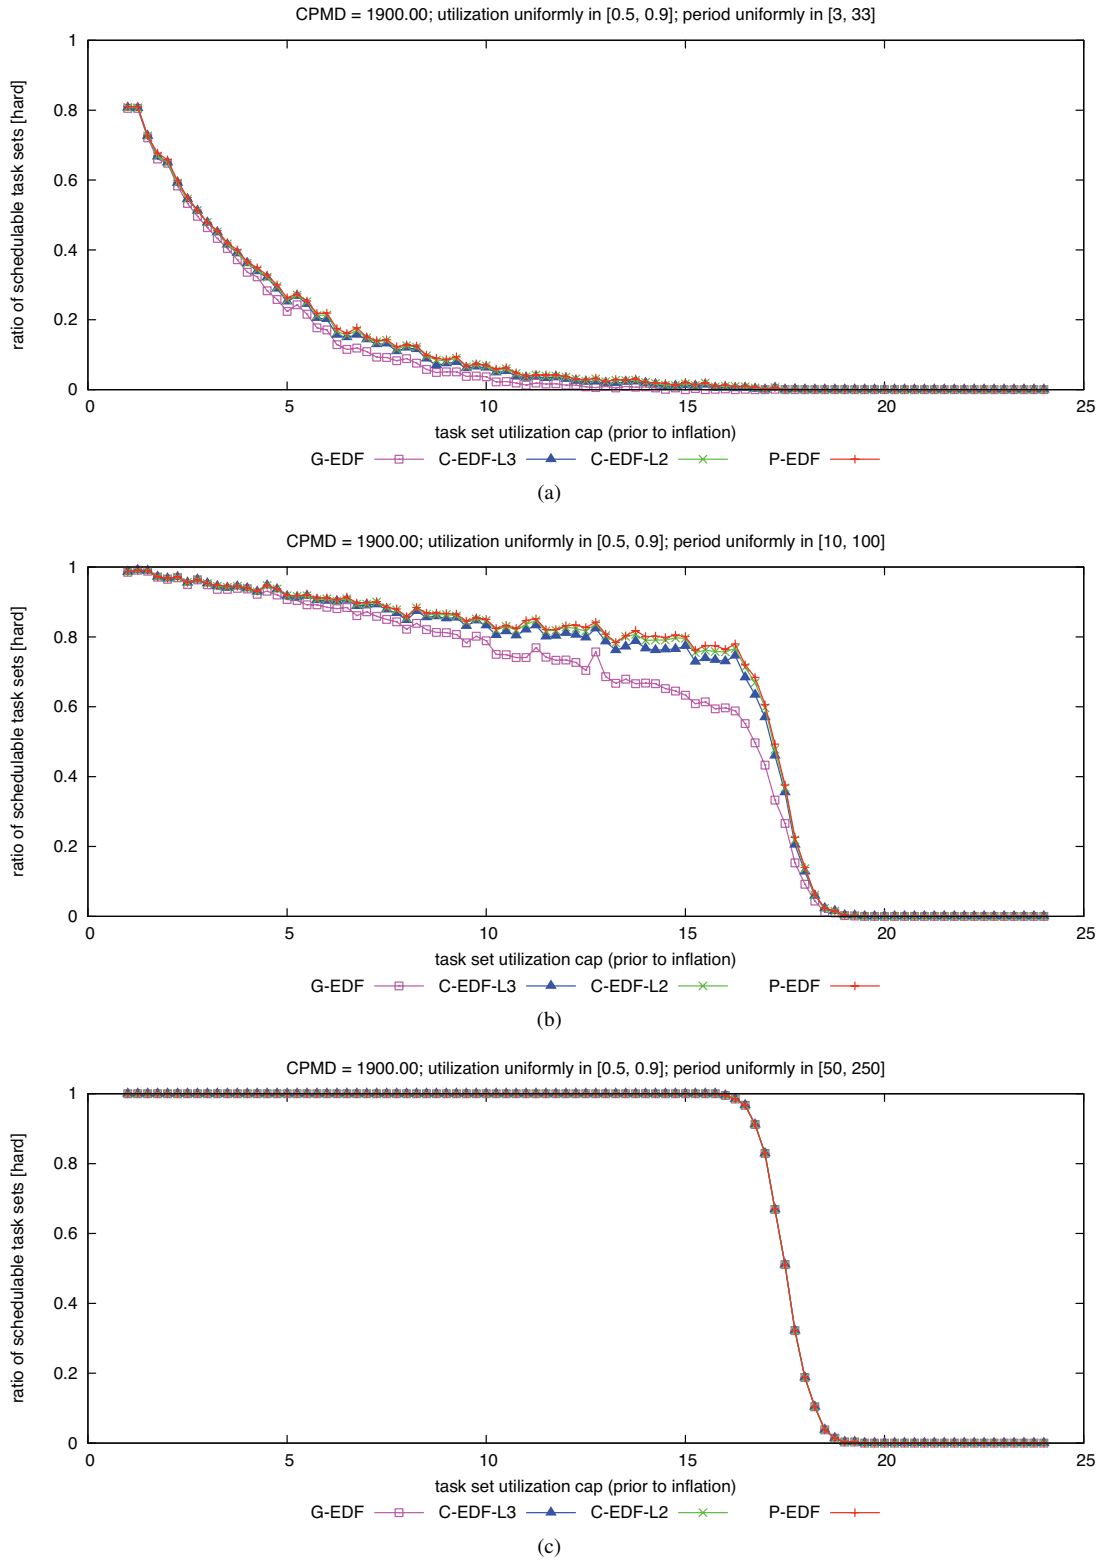 CPMD = 1900.00; utilization uniformly in [0.5, 0.9]; period uniformly in [3, 33]
ratio of schedulable task sets [hard]
1
0.8
0.6
0.4
0.2
0
0 5 10 15 20 25
task set utilization cap (prior to inflation)
G-EDF C-EDF-L3 C-EDF-L2 P-EDF
(a)
CPMD = 1900.00; utilization uniformly in [0.5, 0.9]; period uniformly in [10, 100]
ratio of schedulable task sets [hard]
1
0.8
0.6
0.4
0.2
0
0 5 10 15 20 25
task set utilization cap (prior to inflation)
G-EDF C-EDF-L3 C-EDF-L2 P-EDF
(b)
CPMD = 1900.00; utilization uniformly in [0.5, 0.9]; period uniformly in [50, 250]
ratio of schedulable task sets [hard]
1
0.8
0.6
0.4
0.2
0
0 5 10 15 20 25
task set utilization cap (prior to inflation)
G-EDF C-EDF-L3 C-EDF-L2 P-EDF
(c)